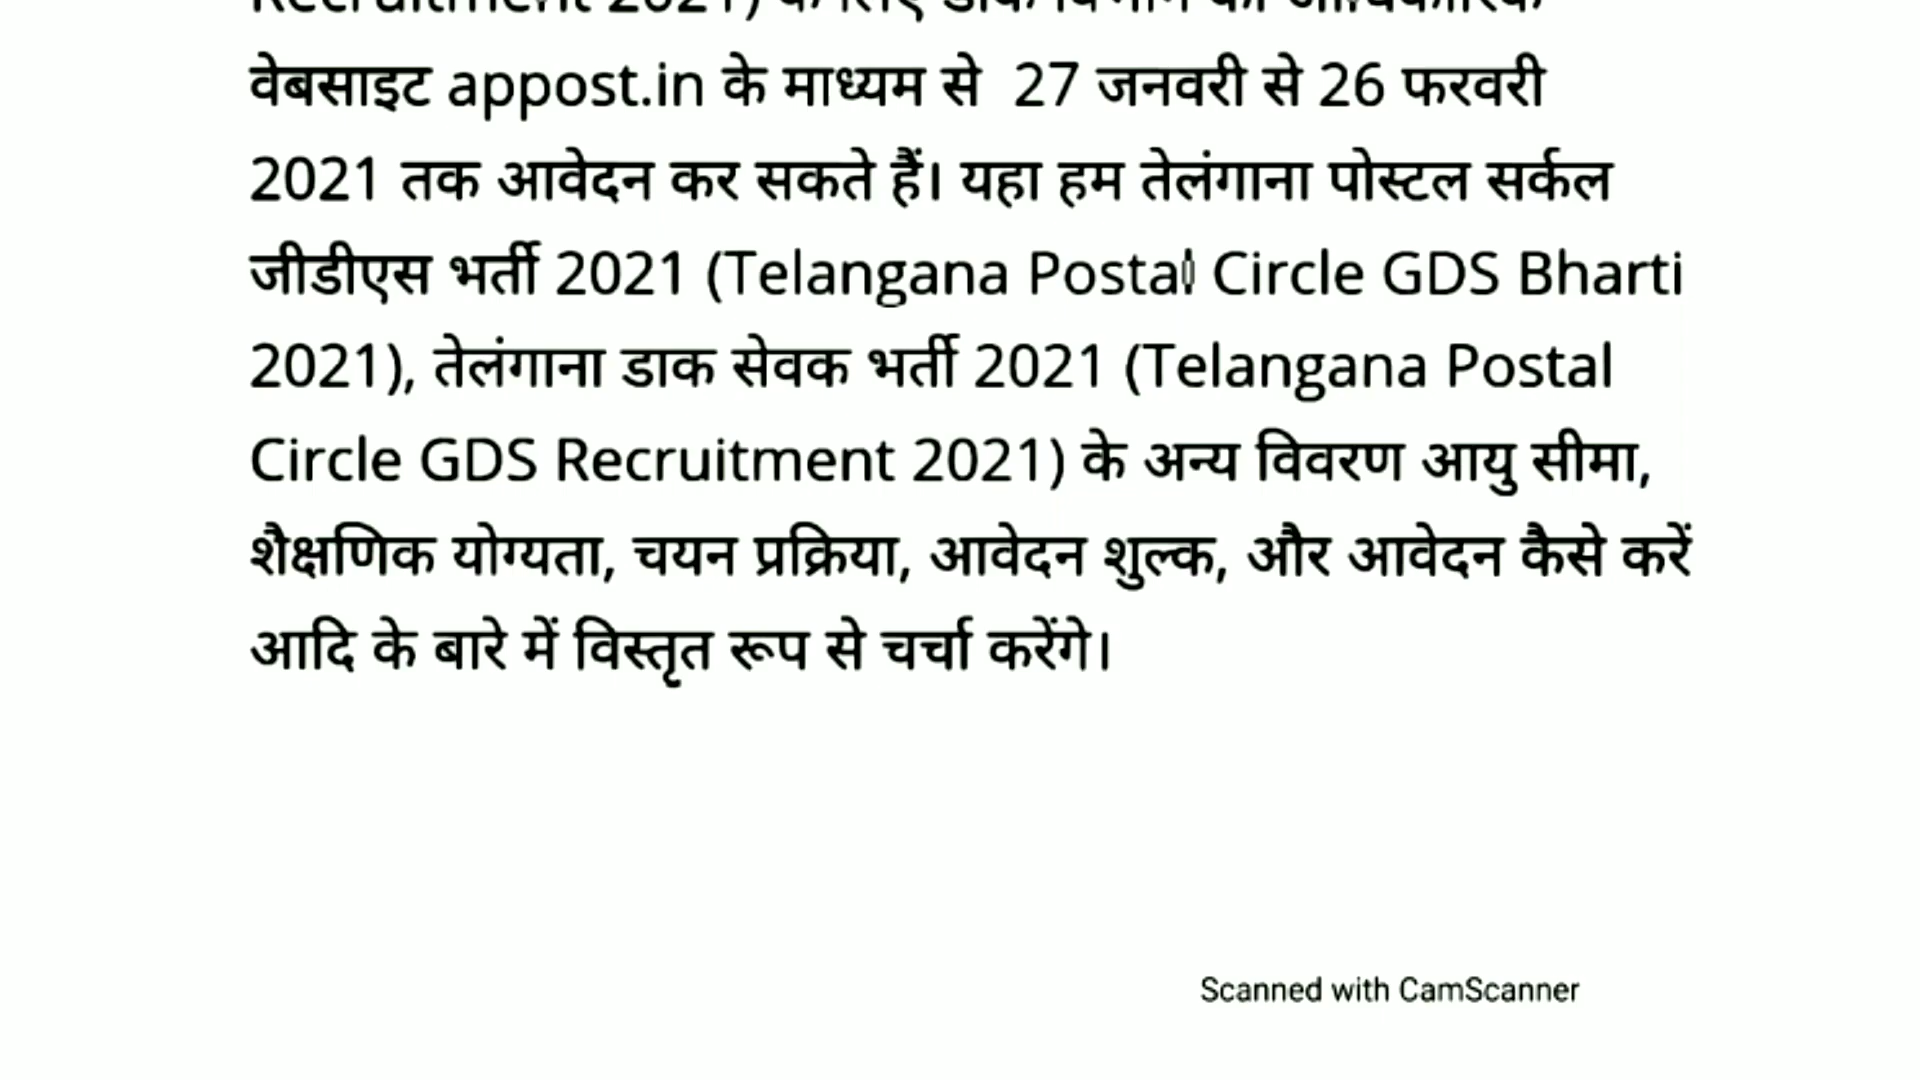 Recruitment 2021) के लिए डाक विभाग की आधिकारिक
वेबसाइट appost.in के माध्यम से 27 जनवरी से 26 फरवरी
2021 तक आवेदन कर सकते हैं। यहा हम तेलंगाना पोस्टल सर्कल
जीडीएस भर्ती 2021 (Telangana Postal Circle GDS Bharti
2021), तेलंगाना डाक सेवक भर्ती 2021 (Telangana Postal
Circle GDS Recruitment 2021) के अन्य विवरण आयु सीमा,
शैक्षणिक योग्यता, चयन प्रक्रिया, आवेदन शुल्क, और आवेदन कैसे करें
आदि के बारे में विस्तृत रूप से चर्चा करेंगे।
Scanned with CamScanner